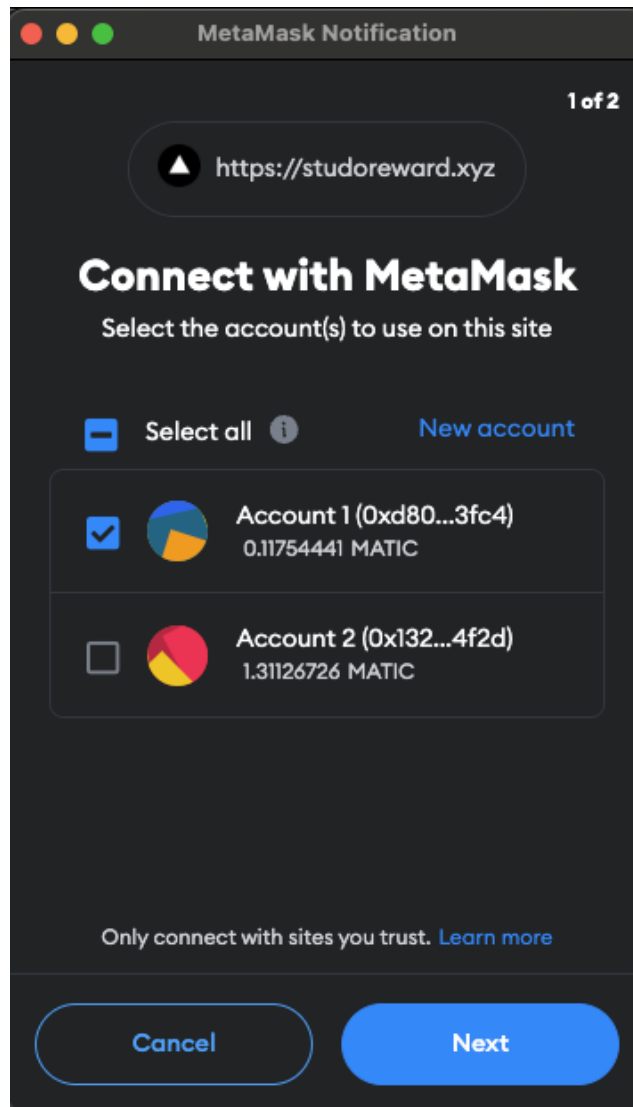 MetaMask Notification
1 of 2
https://studoreward.xyz
Connect with MetaMask
Select the account(s) to use on this site
Select all
New account
Account 1 (0xd80...3fc4)
0.11754441 MATIC
Account 2 (0x132...4f2d)
1.31126726 MATIC
Only connect with sites you trust. Learn more
Cancel
Next